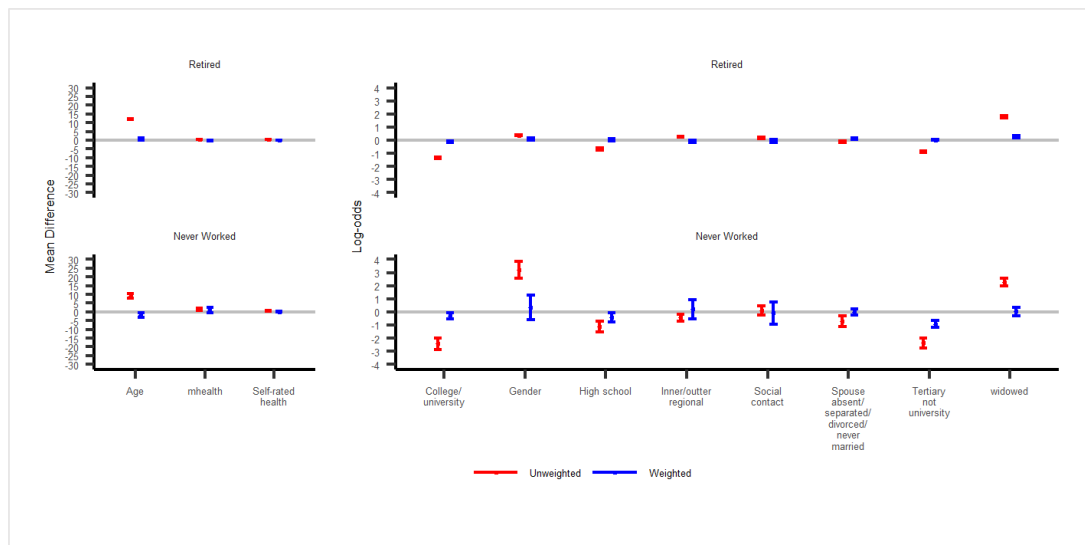 Retired
Retired
30
25
20
15
10
5
0
-5
-10
-15
-20
-25
-30
4
3
2
1
0
-1
-2
-3
-4
Mean Difference
Log-odds
Never Worked
Never Worked
30
25
20
15
10
5
0
-5
-10
-15
-20
-25
-30
4
3
2
1
0
-1
-2
-3
-4
Age
mhealth
Self-rated
health
College/
university
Gender
High school
Inner/outter
regional
Social
contact
Spouse
absent/
separated/
divorced/
never
married
Tertiary
not
university
widowed
Unweighted
Weighted